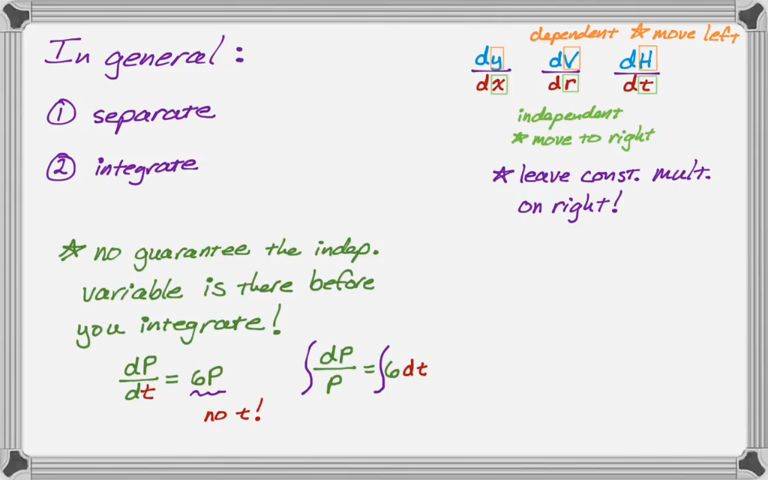 In general:
① separate
② integrate
dependent ★ move left
dy/dx dV/dr dH/dt
independent
★ move to right
★ leave const. mult.
on right!
★ no guarantee the indep.
variable is there before
you integrate!
dP/dt = 6P
no t!
∫ dP/P = ∫ 6dt